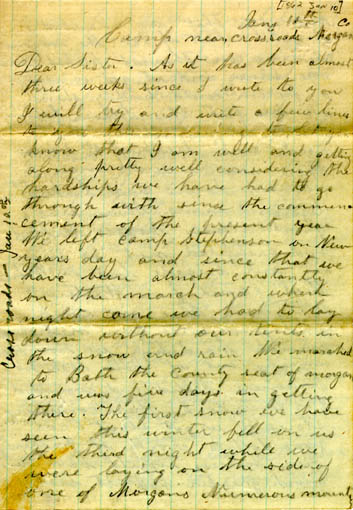 [1862 Jan 10]
Jany 10th
Camp near crossroads Morgan Co
Dear Sister. As it has been almost
three weeks since I wrote to you
I will try and write a few lines
to you
know that I am well and getting
along pretty well considering the
hardships we have had to go
through with since the commen
cement of the present year
We left camp Stephenson on New
years day and since that we
have been almost constantly
on the march and when
night come we had to lay
down without our tents in
the snow and rain We marched
to Bath the County seat of morgan
and was five days in getting
there. The first snow we have
seen this winter fell on us
the third night while we
were laying on the side of
one of Morgans Numerous mount
Cross roads - Jan 10th